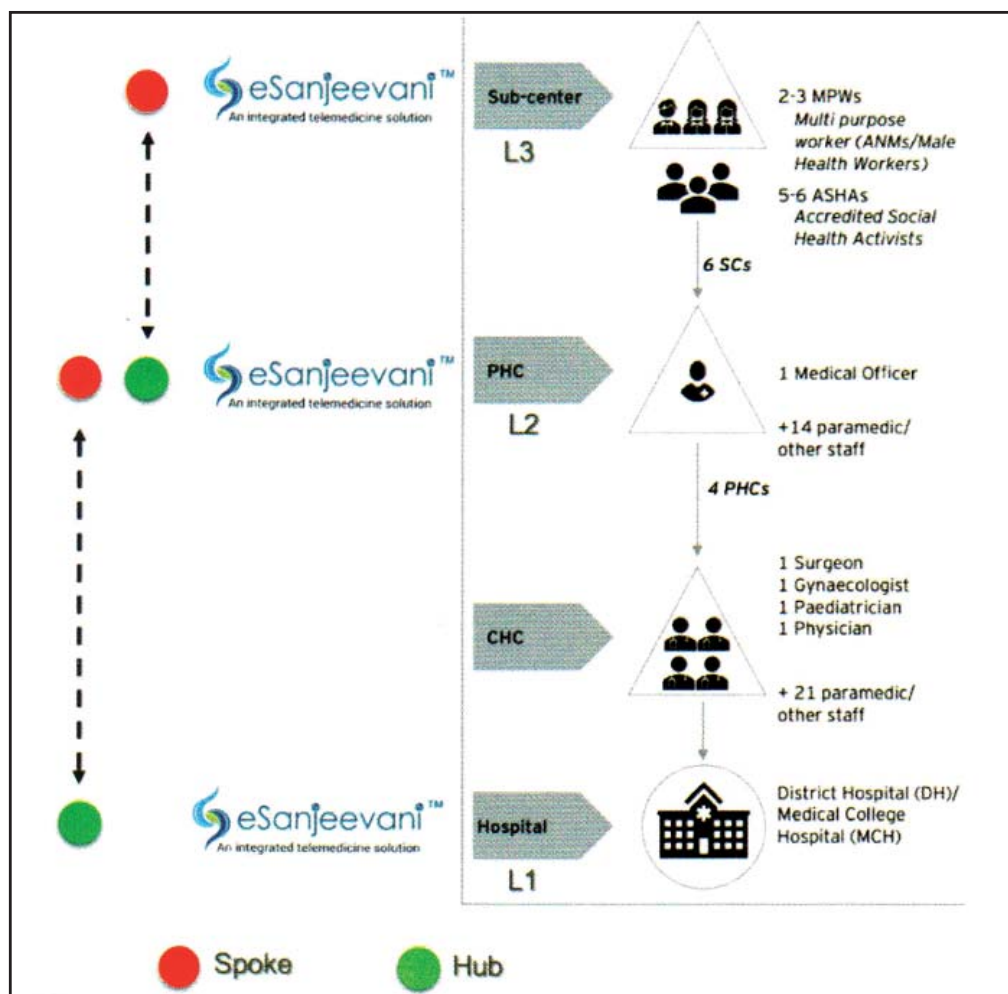 eSanjeevani™
An integrated telemedicine solution
Sub-center
L3
2-3 MPWs
Multi purpose
worker (ANMs/Male
Health Workers)
5-6 ASHAs
Accredited Social
Health Activists
6 SCs
eSanjeevani™
An integrated telemedicine solution
PHC
L2
1 Medical Officer
+14 paramedic/
other staff
4 PHCs
CHC
1 Surgeon
1 Gynaecologist
1 Paediatrician
1 Physician
+ 21 paramedic/
other staff
eSanjeevani™
An integrated telemedicine solution
Hospital
L1
District Hospital (DH)/
Medical College
Hospital (MCH)
Spoke
Hub